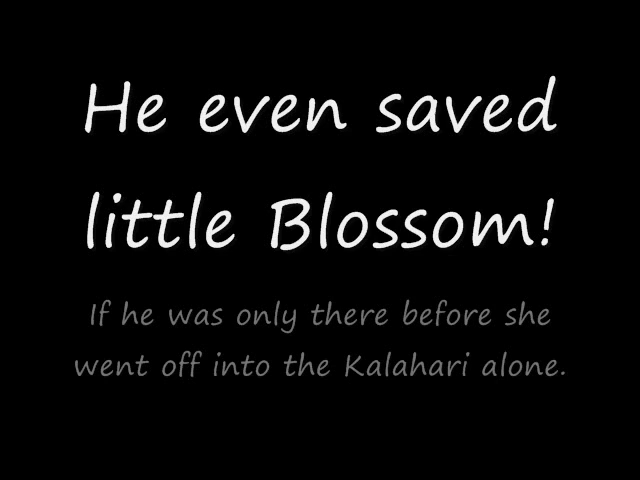 He even saved
little Blossom!
If he was only there before she
went off into the Kalahari alone.